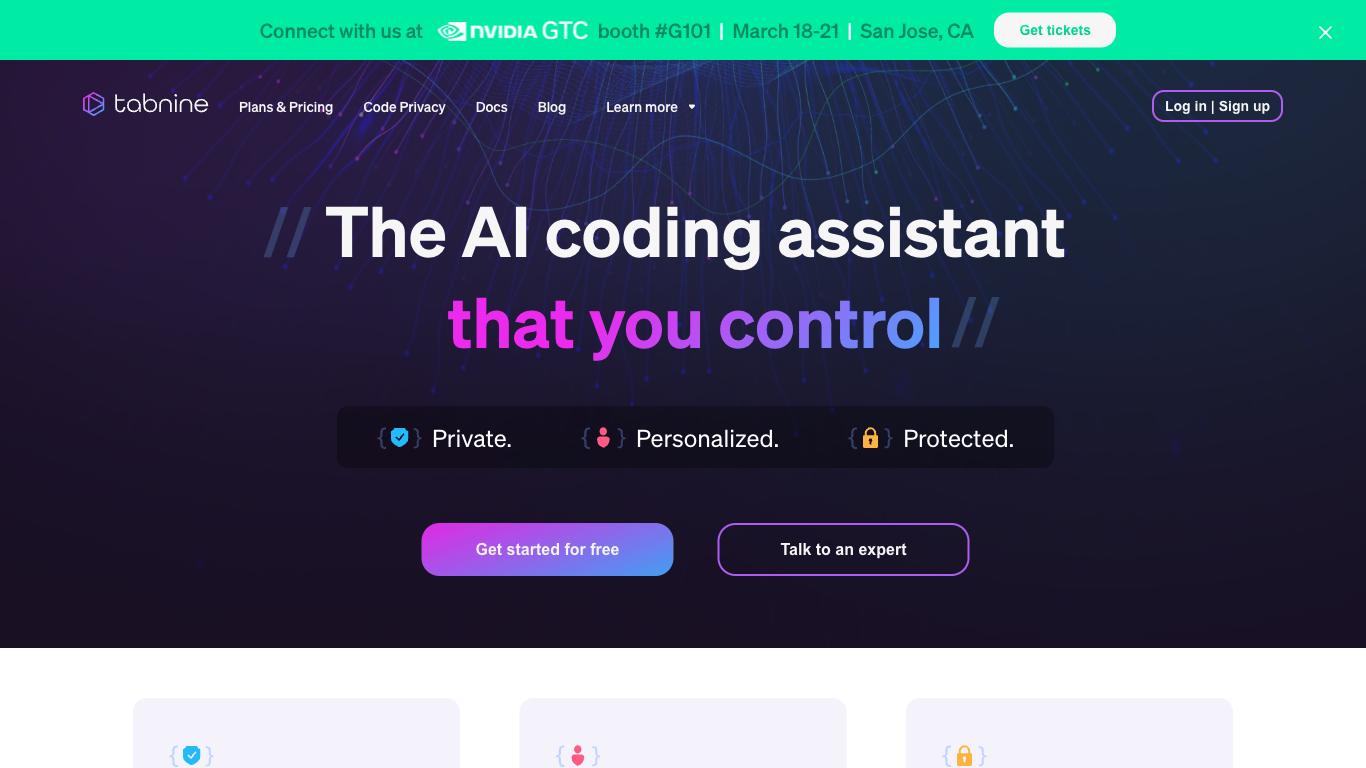 Connect with us at NVIDIA GTC booth #G101 | March 18-21 | San Jose, CA Get tickets
tabnine Plans & Pricing Code Privacy Docs Blog Learn more Log in | Sign up
// The AI coding assistant
that you control //
{ } Private. { } Personalized. { } Protected.
Get started for free Talk to an expert
{ } { } { }